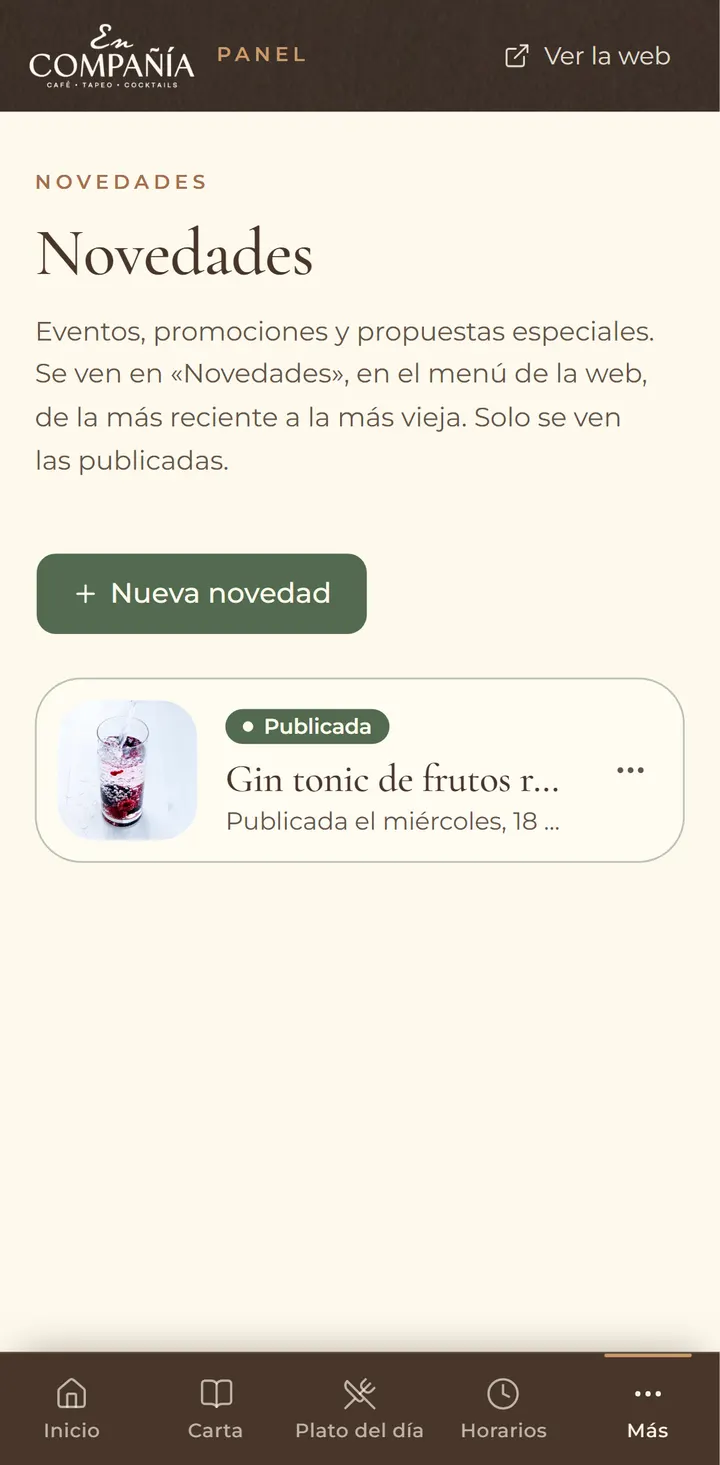 En
COMPAÑÍA
CAFÉ • TAPEO • COCKTAILS
PANEL
Ver la web
NOVEDADES
Novedades
Eventos, promociones y propuestas especiales.
Se ven en «Novedades», en el menú de la web,
de la más reciente a la más vieja. Solo se ven
las publicadas.
+ Nueva novedad
Publicada
Gin tonic de frutos r...
Publicada el miércoles, 18 ...
Inicio
Carta
Plato del día
Horarios
Más